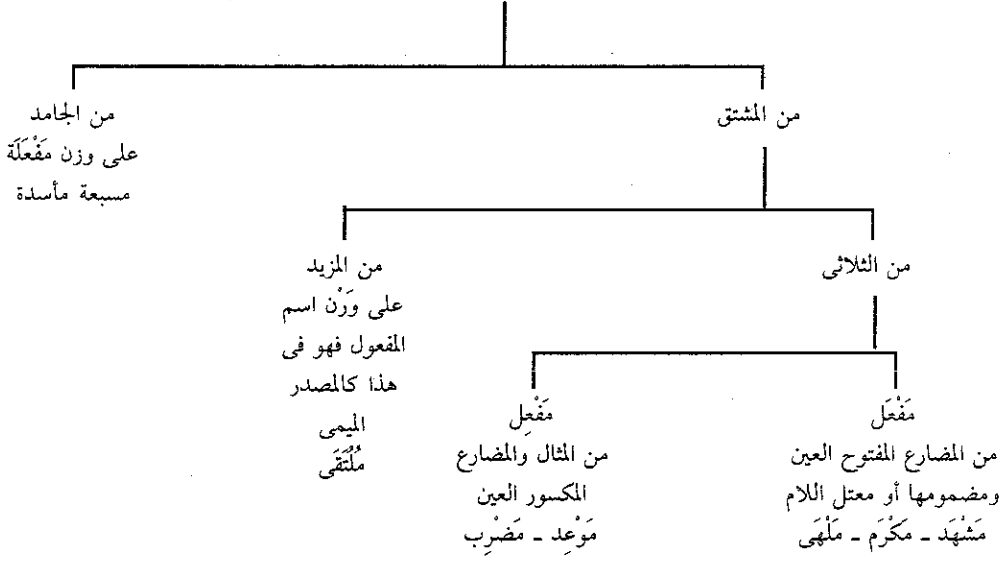 من المشتق
من الجامد
على وزن مَفْعَلَة
مسبعة مأسدة
من الثلاثى
من المزيد
على وَزْن اسم
المفعول فهو فى
هذا كالمصدر
الميمى
مُلْتَقَى
مَفْعَل
من المضارع المفتوح العين
ومضمومها أو معتل اللام
مَشْهَد ـ مَكْرَم ـ مَلْهَى
مَفْعِل
من المثال والمضارع
المكسور العين
مَوْعِد ـ مَضْرِب